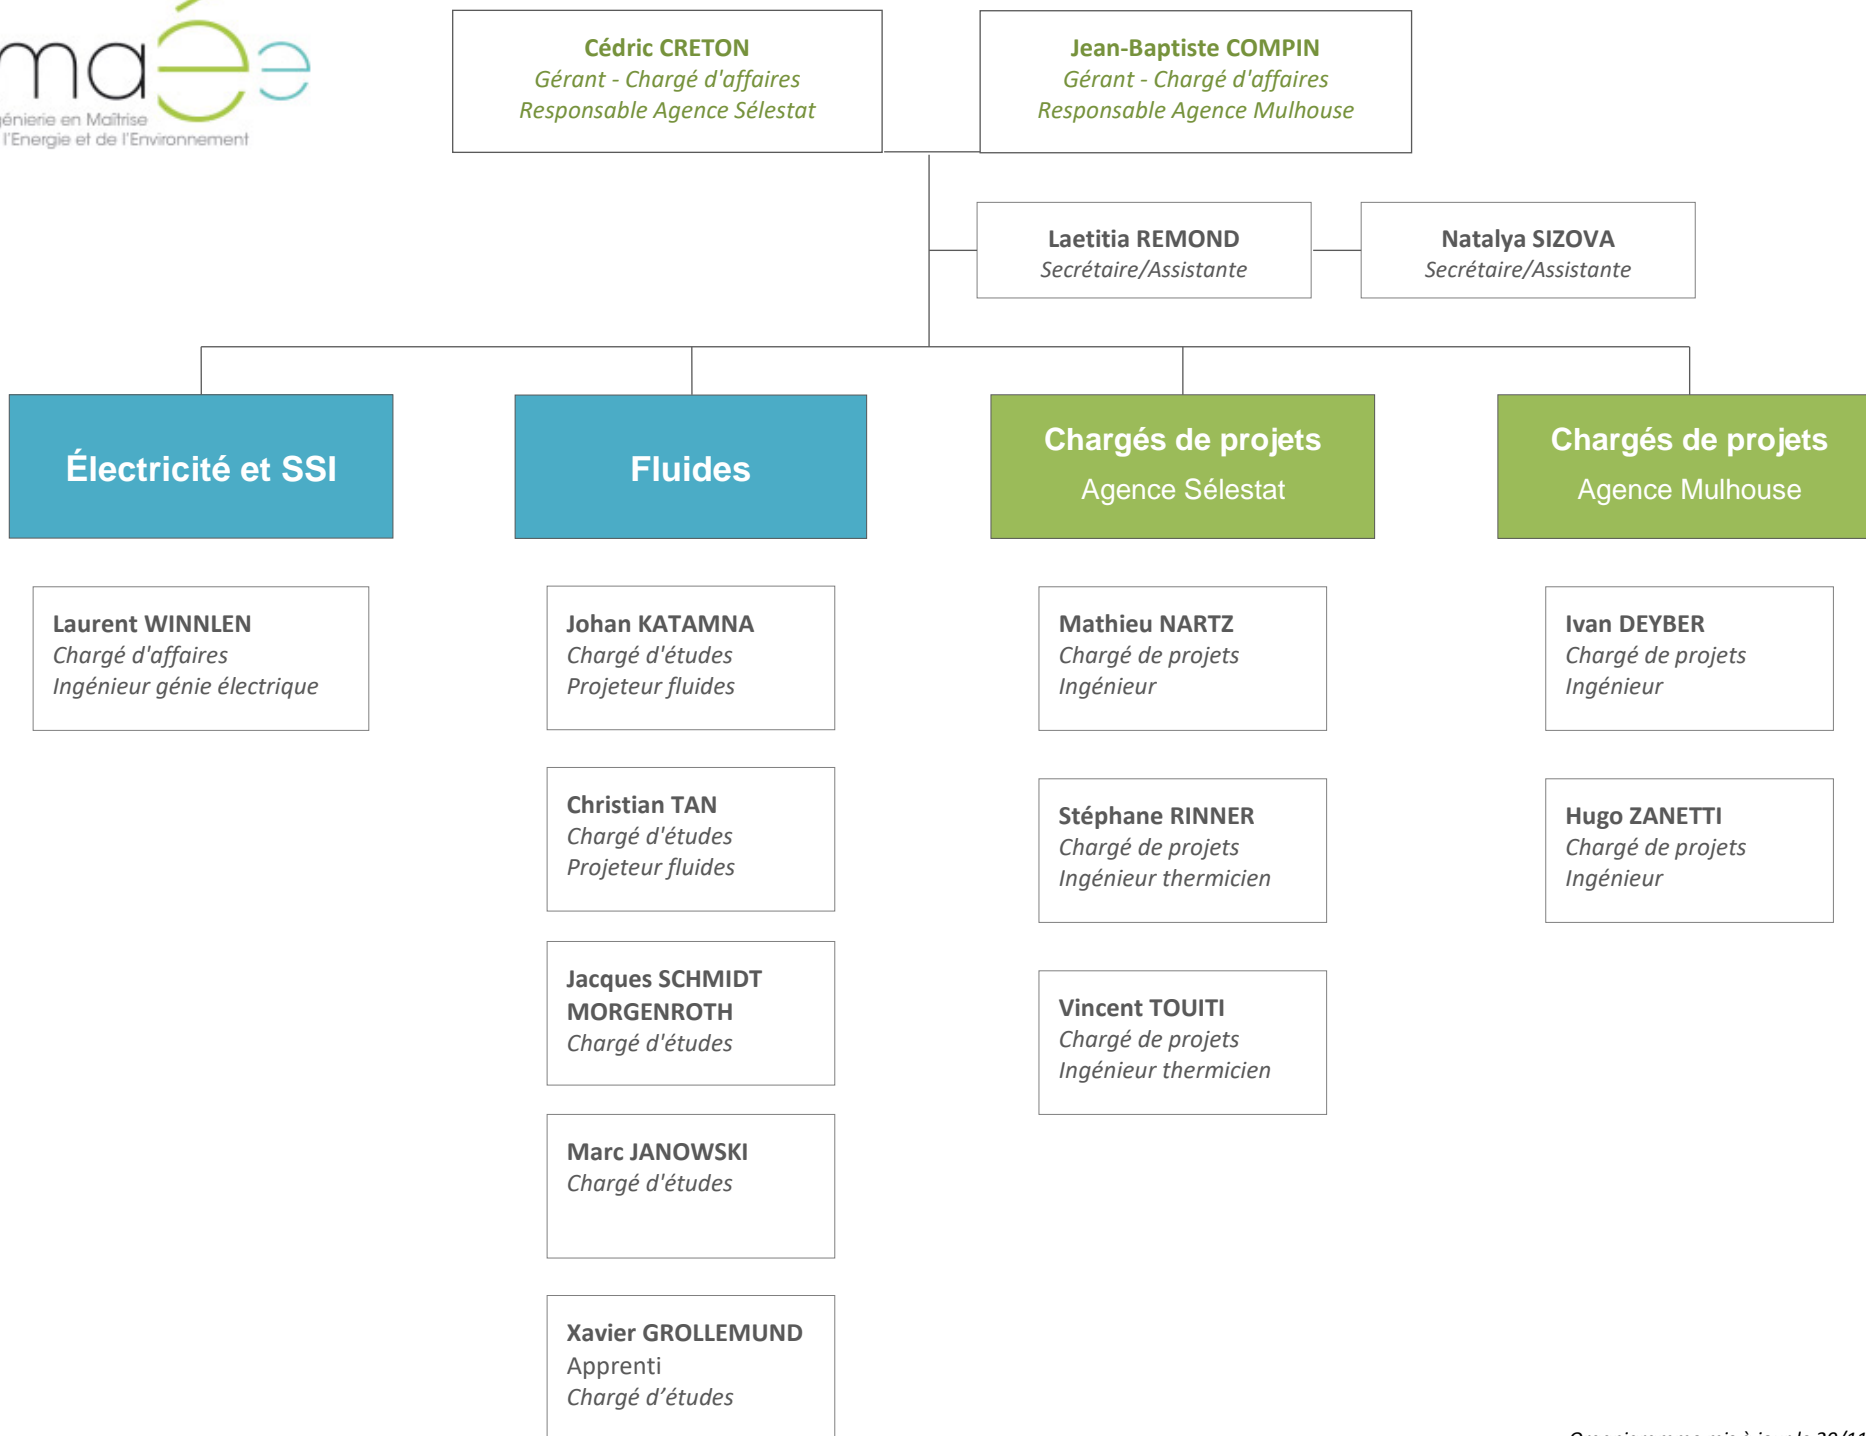 maée
en Maîtrise
l'Energie et de l'Environnement
Cédric CRETON
Gérant - Chargé d'affaires
Responsable Agence Sélestat
Jean-Baptiste COMPIN
Gérant - Chargé d'affaires
Responsable Agence Mulhouse
Laetitia REMOND
Secrétaire/Assistante
Natalya SIZOVA
Secrétaire/Assistante
Électricité et SSI
Fluides
Chargés de projets
Agence Sélestat
Chargés de projets
Agence Mulhouse
Laurent WINNLEN
Chargé d'affaires
Ingénieur génie électrique
Johan KATAMNA
Chargé d'études
Projeteur fluides
Christian TAN
Chargé d'études
Projeteur fluides
Jacques SCHMIDT
MORGENROTH
Chargé d'études
Marc JANOWSKI
Chargé d'études
Xavier GROLLEMUND
Apprenti
Chargé d’études
Mathieu NARTZ
Chargé de projets
Ingénieur
Stéphane RINNER
Chargé de projets
Ingénieur thermicien
Vincent TOUITI
Chargé de projets
Ingénieur thermicien
Ivan DEYBER
Chargé de projets
Ingénieur
Hugo ZANETTI
Chargé de projets
Ingénieur